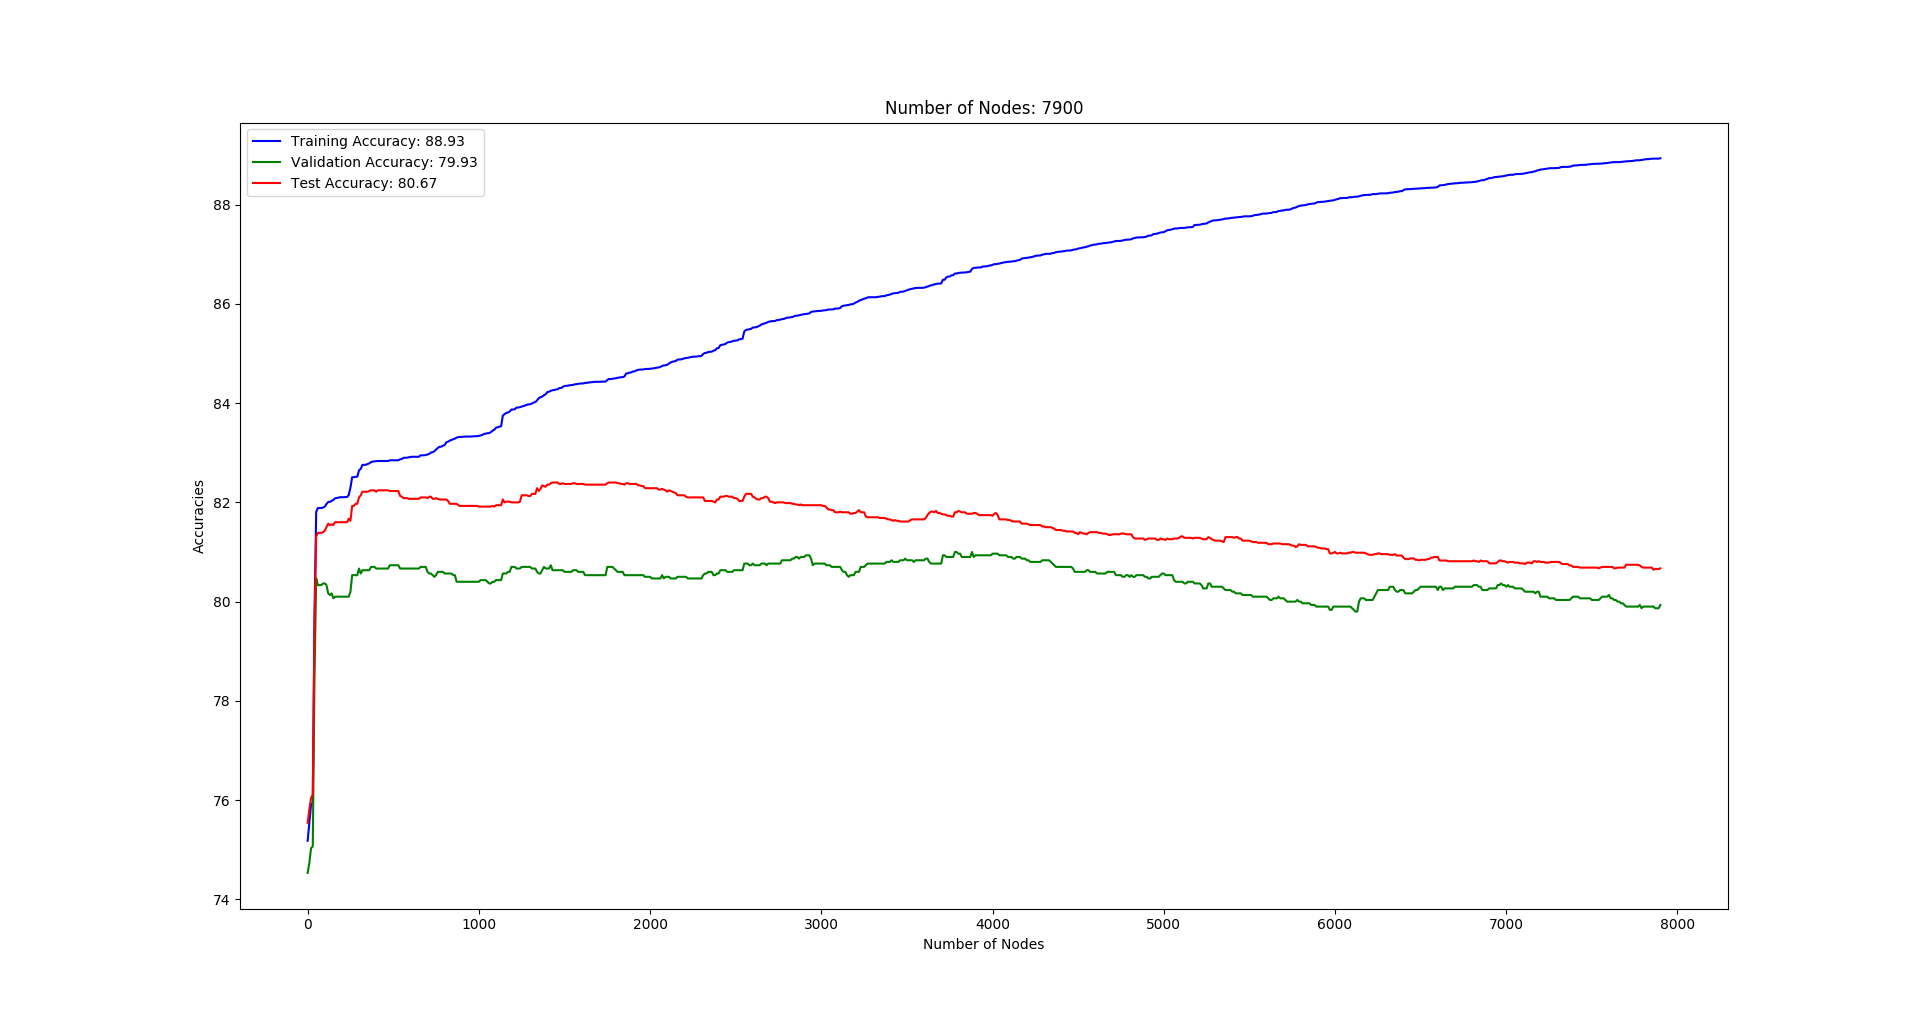 Number of Nodes: 7900
Training Accuracy: 88.93
Validation Accuracy: 79.93
Test Accuracy: 80.67
88
86
84
82
80
78
76
74
Accuracies
0 1000 2000 3000 4000 5000 6000 7000 8000
Number of Nodes